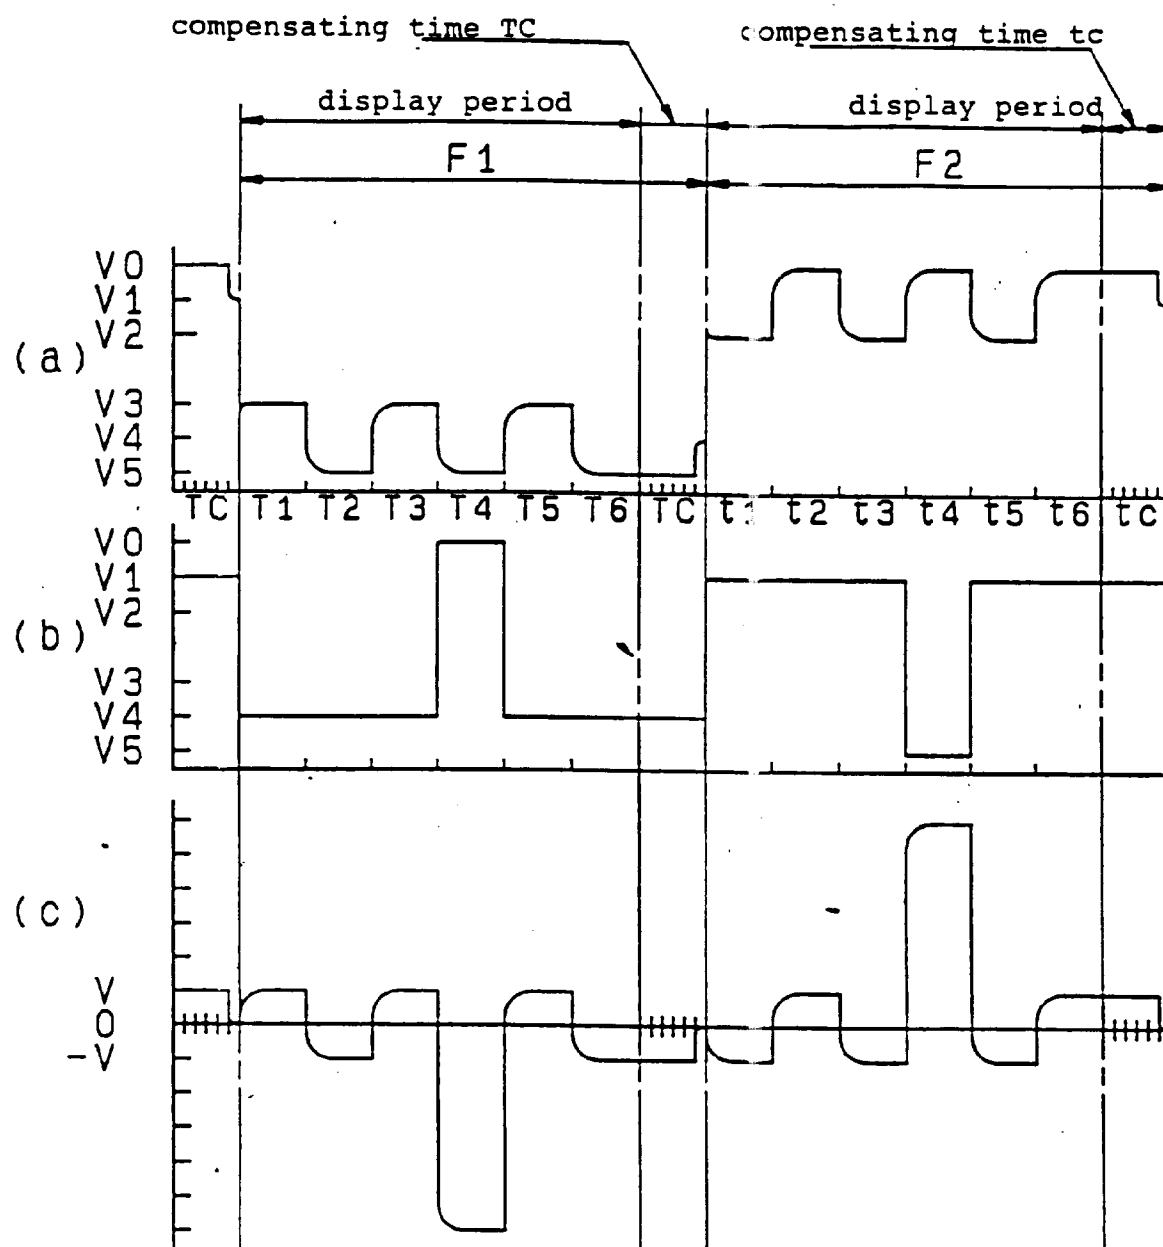 compensating time TC
compensating time tc
display period
display period
F1
F2
(a)
V0
V1
V2
V3
V4
V5
TC T1 T2 T3 T4 T5 T6 TC t1 t2 t3 t4 t5 t6 tc
(b)
V0
V1
V2
V3
V4
V5
(c)
V
0
-V